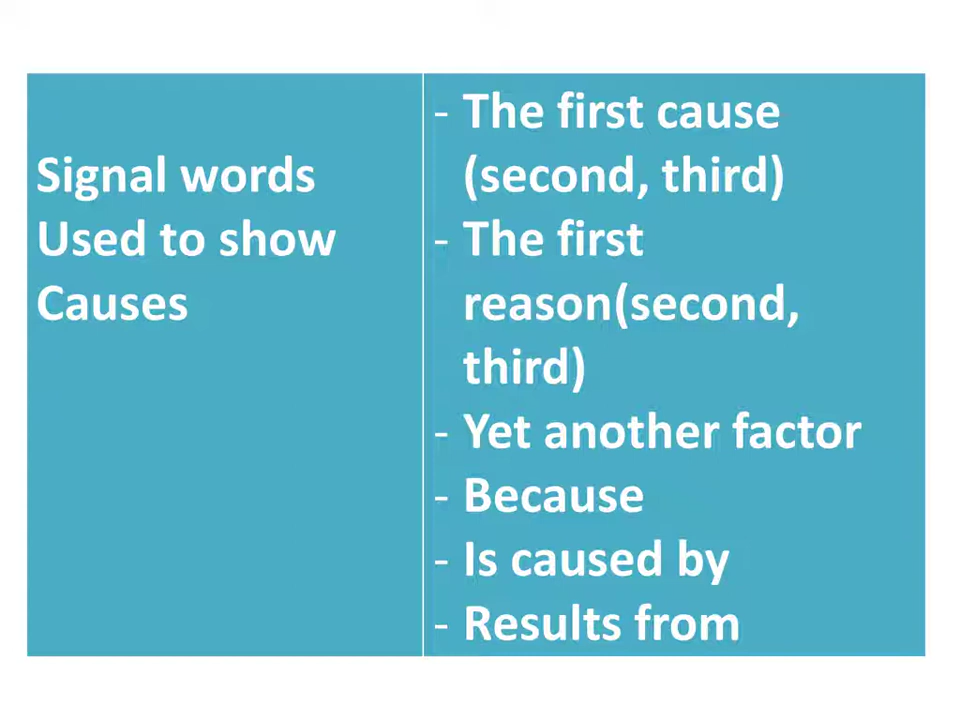 Signal words
Used to show
Causes
- The first cause
(second, third)
- The first
reason(second,
third)
- Yet another factor
- Because
- Is caused by
- Results from